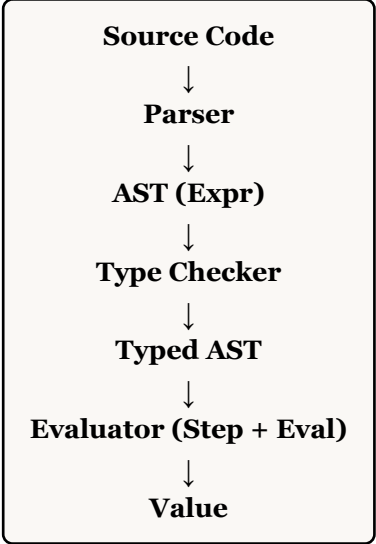 Source Code
↓
Parser
↓
AST (Expr)
↓
Type Checker
↓
Typed AST
↓
Evaluator (Step + Eval)
↓
Value